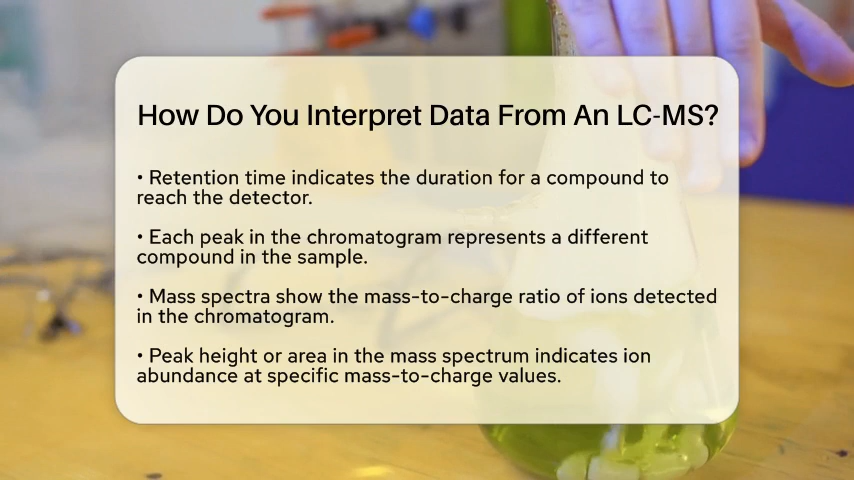 How Do You Interpret Data From An LC-MS?
• Retention time indicates the duration for a compound to
reach the detector.
• Each peak in the chromatogram represents a different
compound in the sample.
• Mass spectra show the mass-to-charge ratio of ions detected
in the chromatogram.
• Peak height or area in the mass spectrum indicates ion
abundance at specific mass-to-charge values.